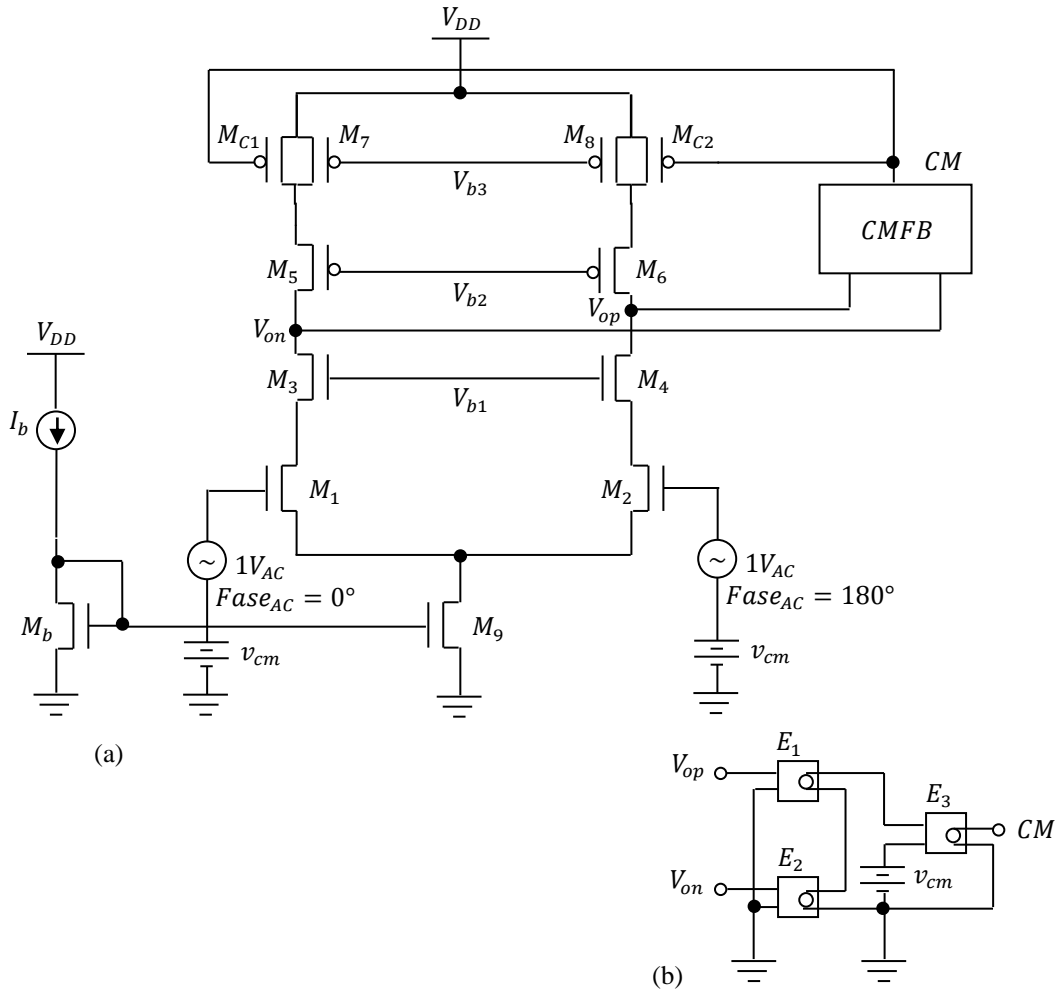 V_DD
M_C1
M_7
M_8
M_C2
CM
V_b3
CMFB
M_5
M_6
V_b2
V_op
V_on
V_DD
M_3
M_4
V_b1
I_b
M_1
M_2
1V_AC
Fase_AC = 0°
1V_AC
Fase_AC = 180°
M_b
M_9
v_cm
v_cm
(a)
E_1
V_op
E_3
CM
E_2
V_on
v_cm
(b)